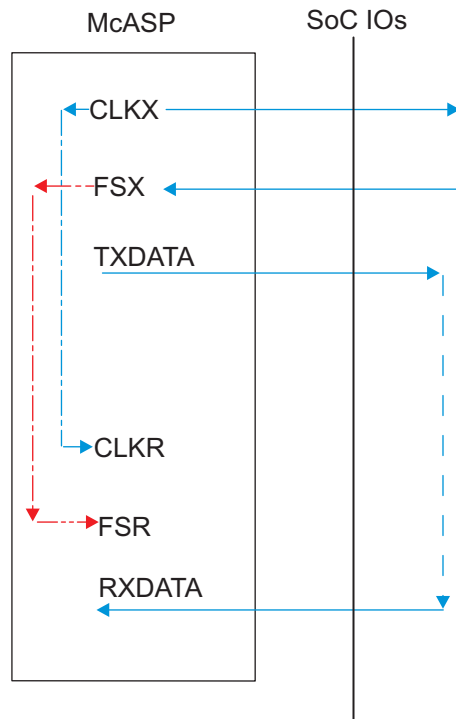 McASP
SoC IOs
CLKX
FSX
TXDATA
CLKR
FSR
RXDATA